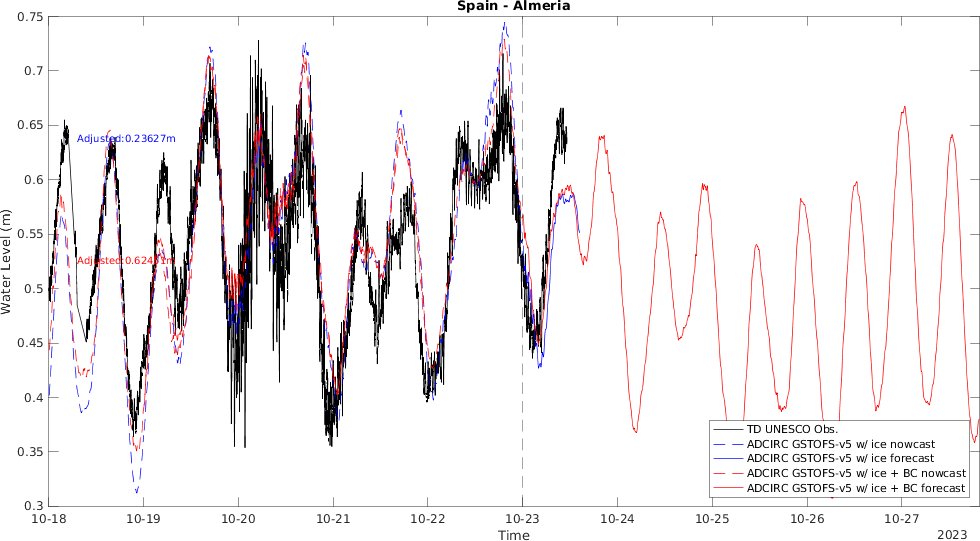 Spain - Almeria
0.75
0.7
0.65
0.6
0.55
0.5
0.45
0.4
0.35
0.3
Water Level (m)
Adjusted:0.23627m
TD UNESCO Obs.
ADCIRC GSTOFS-v5 w/ ice nowcast
ADCIRC GSTOFS-v5 w/ ice forecast
ADCIRC GSTOFS-v5 w/ ice + BC nowcast
ADCIRC GSTOFS-v5 w/ ice + BC forecast
10-18 10-19 10-20 10-21 10-22 10-23 10-24 10-25 10-26 10-27
Time
2023